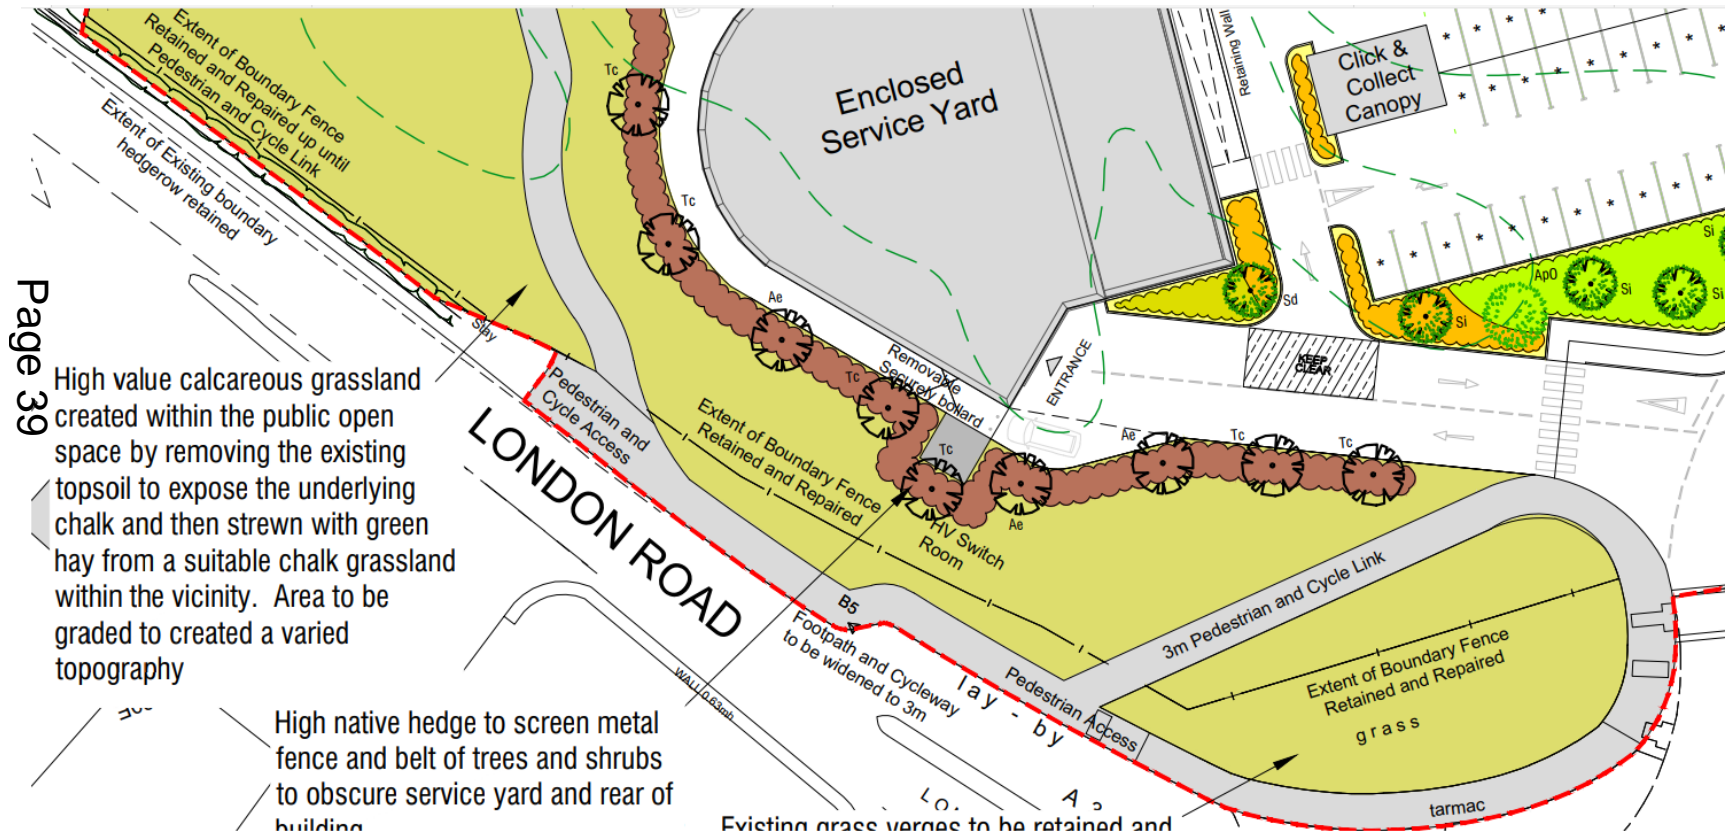 Extent of Boundary Fence
Retained and Repaired up until
Pedestrian and Cycle Link
Extent of Existing boundary
hedgerow retained
Tc
Tc
Ae
Tc
Tc
Ae
Ae
Tc
Tc
Enclosed
Service Yard
Retaining Wall
Click &
Collect
Canopy
Sd
Si
ApO
Si
Si
Si
KEEP
CLEAR
ENTRANCE
Removable
Securely bollard
Stay
Pedestrian and
Cycle Access
Extent of Boundary Fence
Retained and Repaired
HV Switch
Room
LONDON ROAD
Page 39
High value calcareous grassland
created within the public open
space by removing the existing
topsoil to expose the underlying
chalk and then strewn with green
hay from a suitable chalk grassland
within the vicinity. Area to be
graded to created a varied
topography
B5
Footpath and Cycleway
to be widened to 3m
3m Pedestrian and Cycle Link
Pedestrian Access
lay - by
Extent of Boundary Fence
Retained and Repaired
grass
tarmac
WALL 0.63mh
High native hedge to screen metal
fence and belt of trees and shrubs
to obscure service yard and rear of
building
Existing grass verges to be retained and